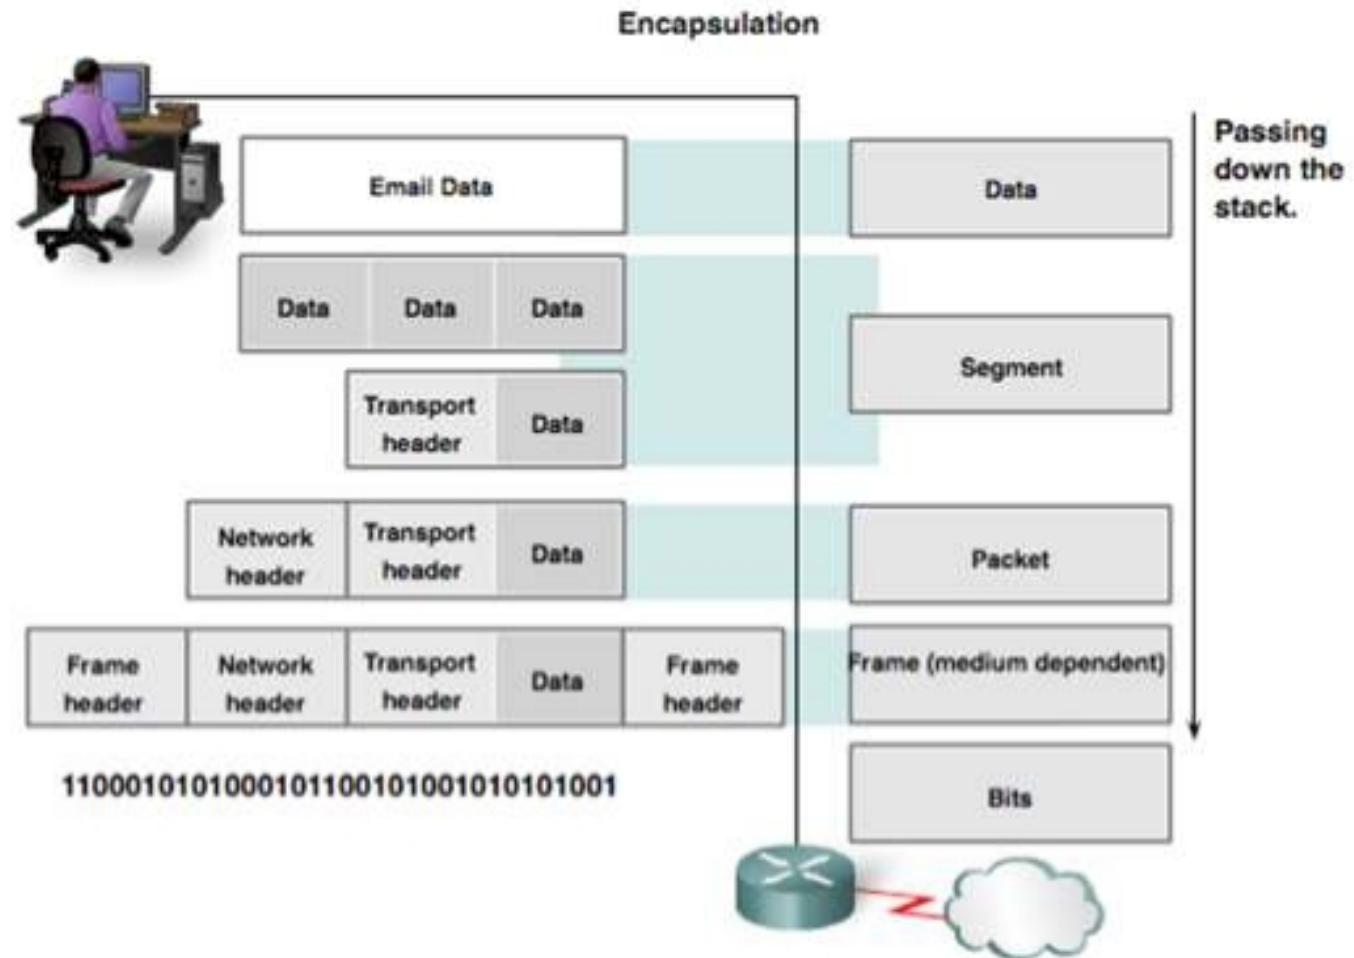 Encapsulation
Passing
down the
stack.
Email Data
Data
Data Data Data
Segment
Transport
header
Data
Network
header
Transport
header
Data
Packet
Frame
header
Network
header
Transport
header
Data
Frame
header
Frame (medium dependent)
1100010101000101100101001010101001
Bits